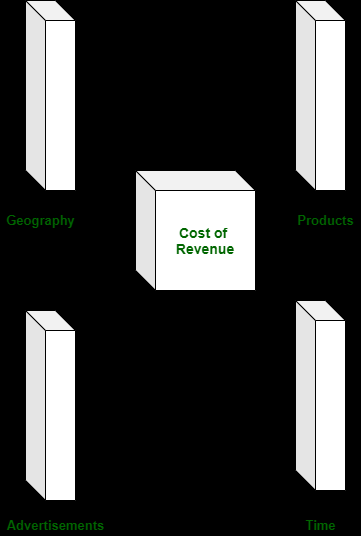 Geography
Products
Cost of
Revenue
Advertisements
Time